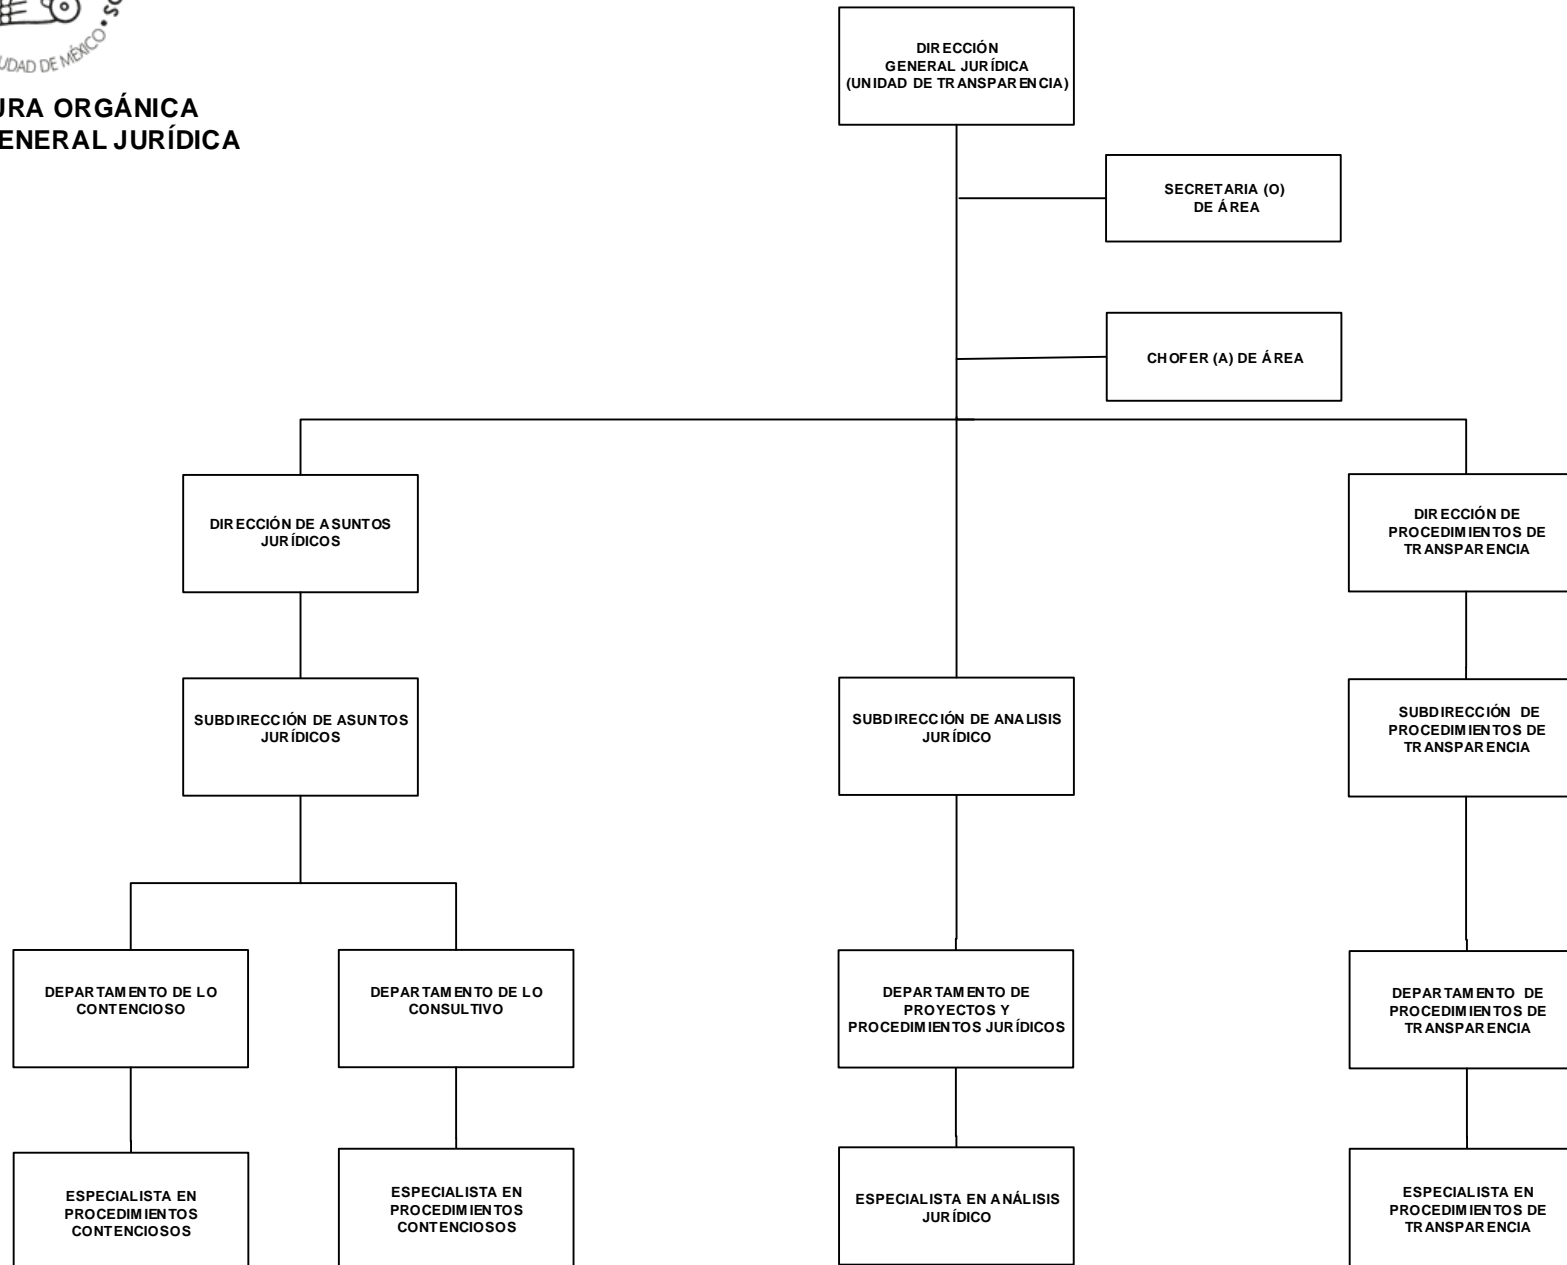 UDAD DE MÉXICO
URA ORGÁNICA
ENERAL JURÍDICA
DIRECCIÓN
GENERAL JURÍDICA
(UNIDAD DE TRANSPARENCIA)
SECRETARIA (O)
DE ÁREA
CHOFER (A) DE ÁREA
DIRECCIÓN DE ASUNTOS
JURÍDICOS
DIRECCIÓN DE
PROCEDIMIENTOS DE
TRANSPARENCIA
SUBDIRECCIÓN DE ASUNTOS
JURÍDICOS
SUBDIRECCIÓN DE ANALISIS
JURÍDICO
SUBDIRECCIÓN DE
PROCEDIMIENTOS DE
TRANSPARENCIA
DEPARTAMENTO DE LO
CONTENCIOSO
DEPARTAMENTO DE LO
CONSULTIVO
DEPARTAMENTO DE
PROYECTOS Y
PROCEDIMIENTOS JURÍDICOS
DEPARTAMENTO DE
PROCEDIMIENTOS DE
TRANSPARENCIA
ESPECIALISTA EN
PROCEDIMIENTOS
CONTENCIOSOS
ESPECIALISTA EN
PROCEDIMIENTOS
CONTENCIOSOS
ESPECIALISTA EN ANÁLISIS
JURÍDICO
ESPECIALISTA EN
PROCEDIMIENTOS DE
TRANSPARENCIA